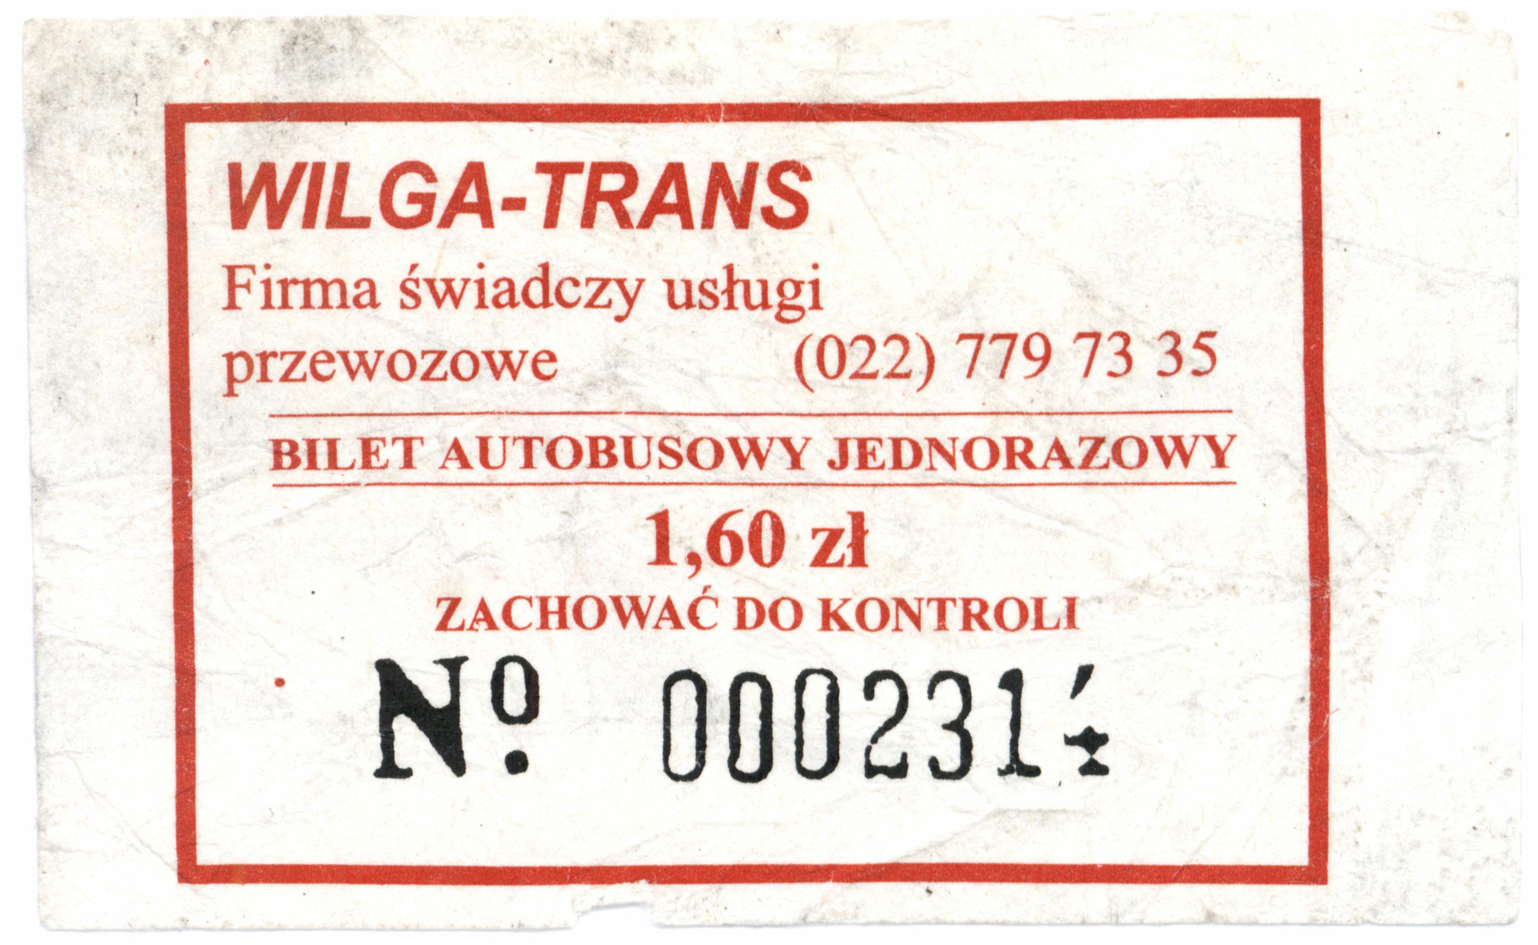 WILGA-TRANS
Firma świadczy usługi
przewozowe (022) 779 73 35
BILET AUTOBUSOWY JEDNORAZOWY
1,60 zł
ZACHOWAĆ DO KONTROLI
No. 0002314